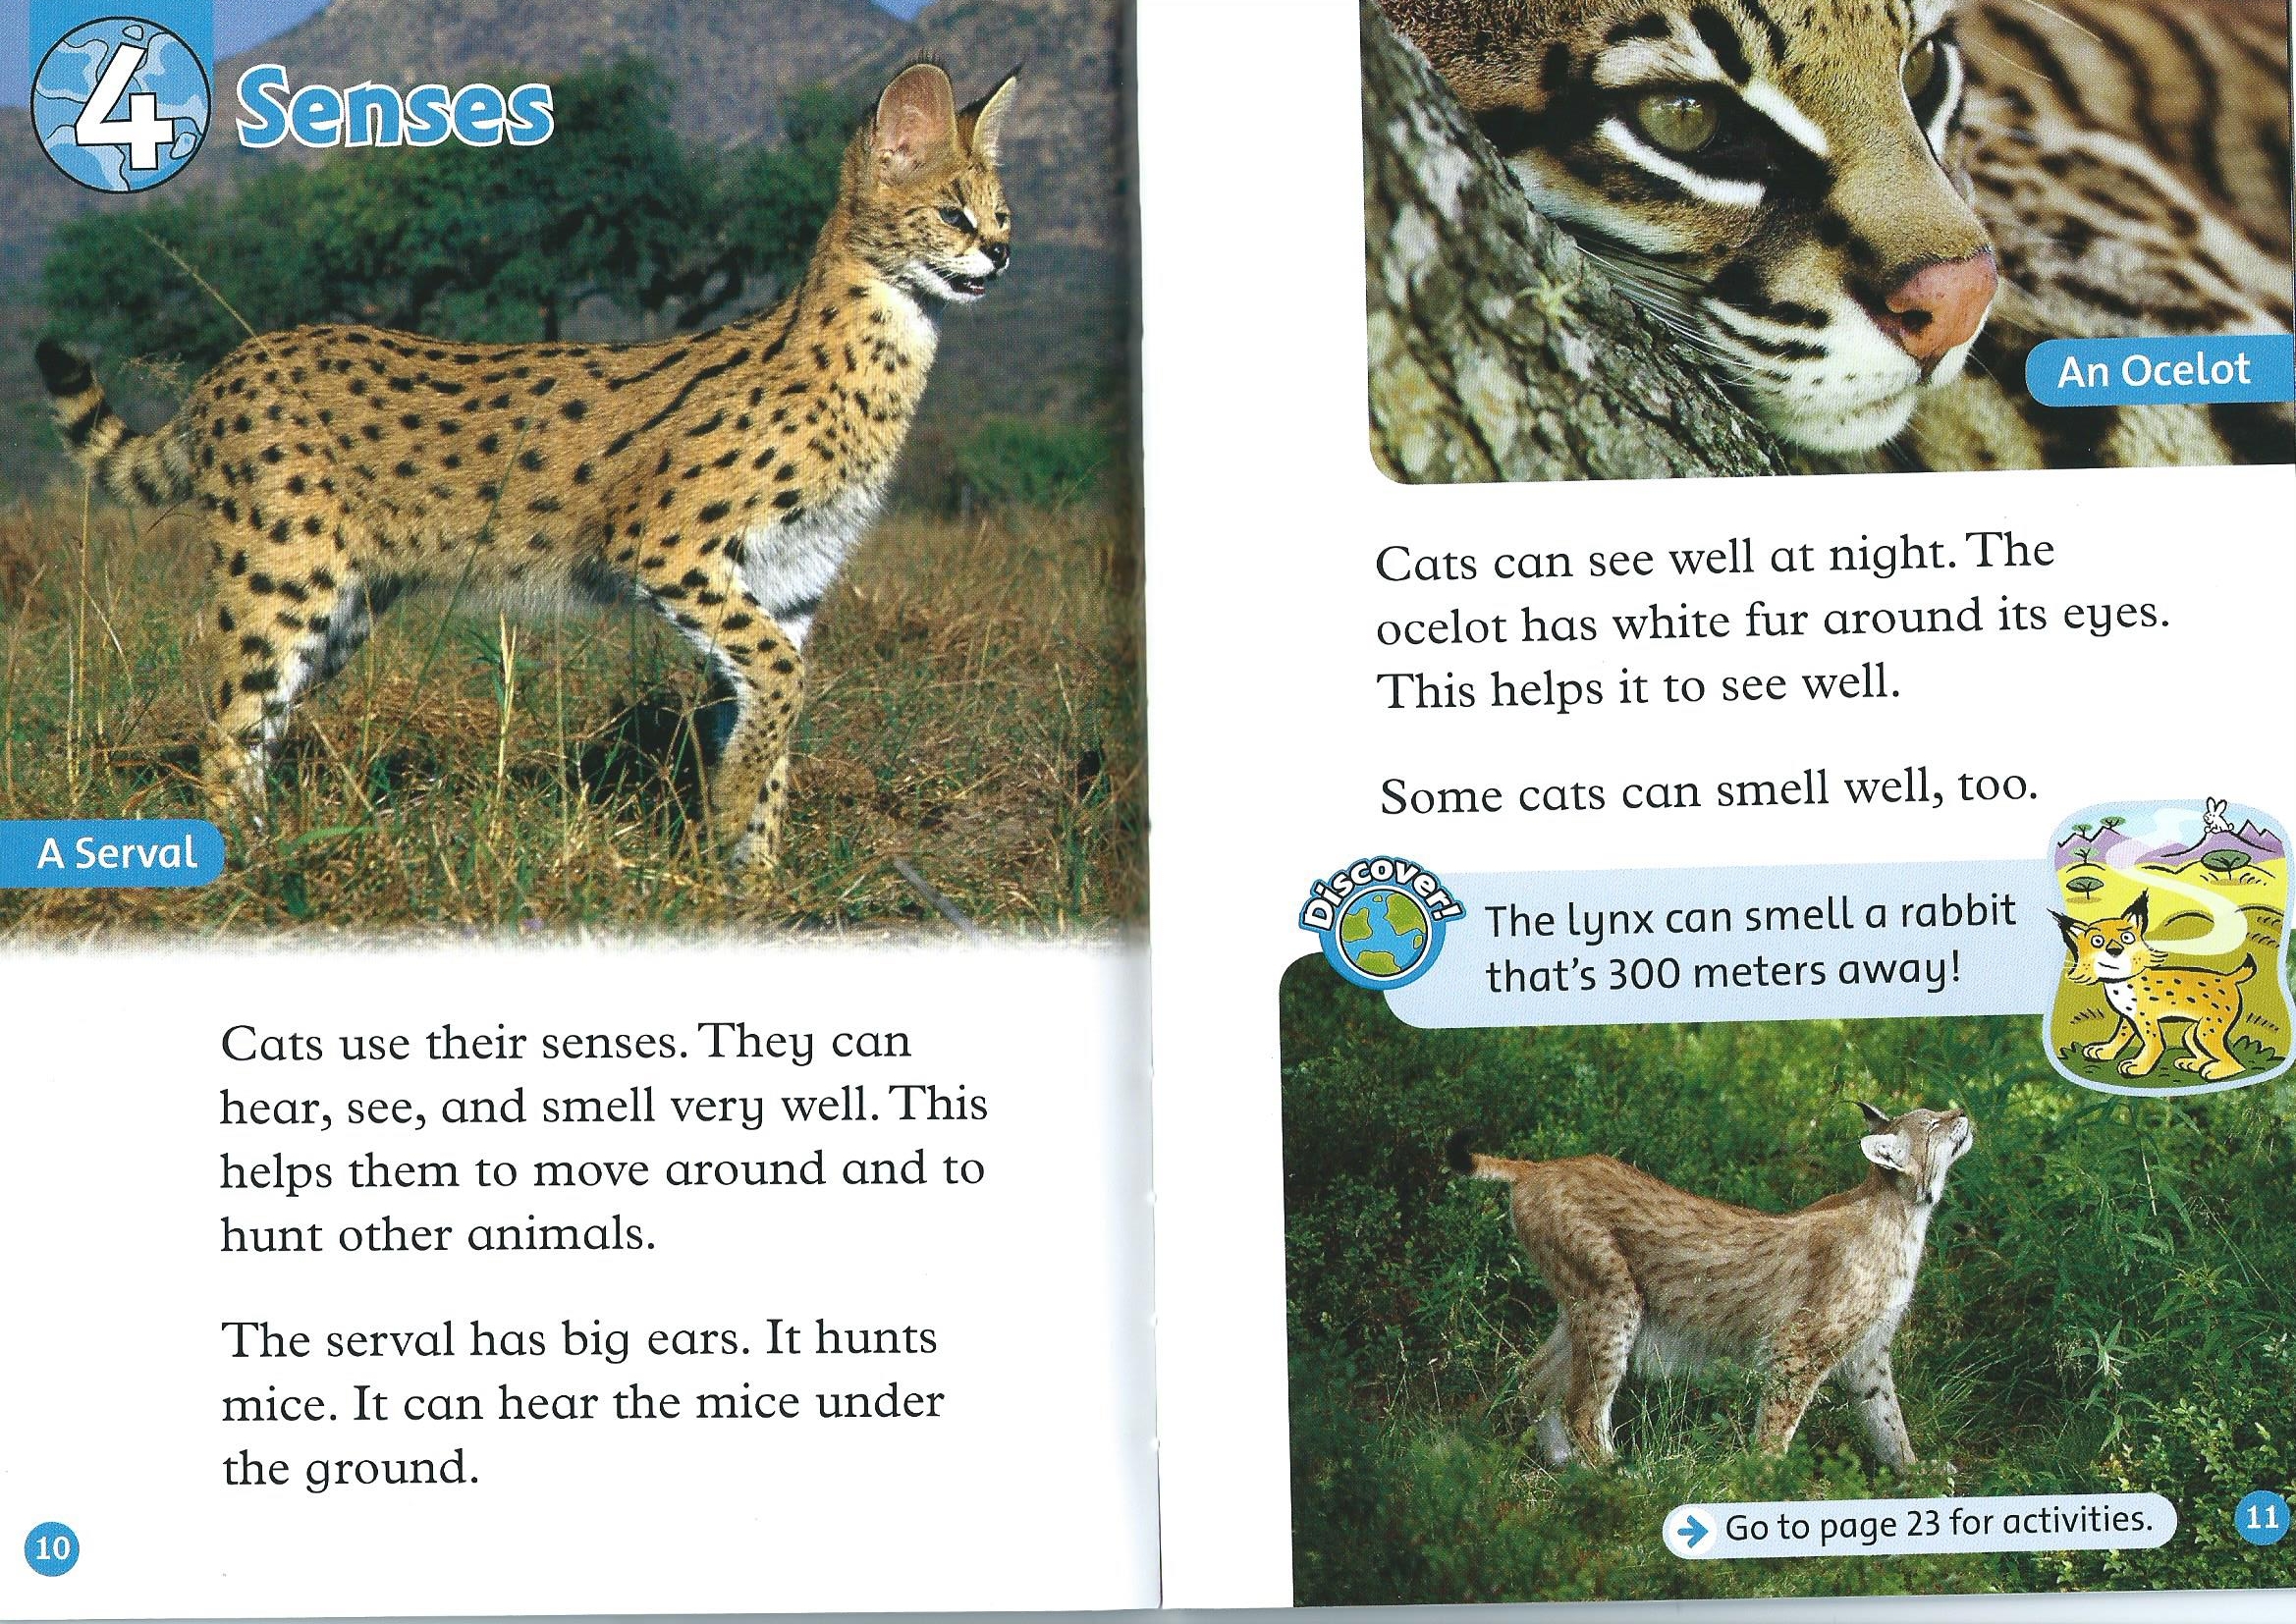 4 Senses
A Serval
Cats use their senses. They can
hear, see, and smell very well. This
helps them to move around and to
hunt other animals.
The serval has big ears. It hunts
mice. It can hear the mice under
the ground.
10
An Ocelot
Cats can see well at night. The
ocelot has white fur around its eyes.
This helps it to see well.
Some cats can smell well, too.
Discover!
The lynx can smell a rabbit
that's 300 meters away!
Go to page 23 for activities.
11